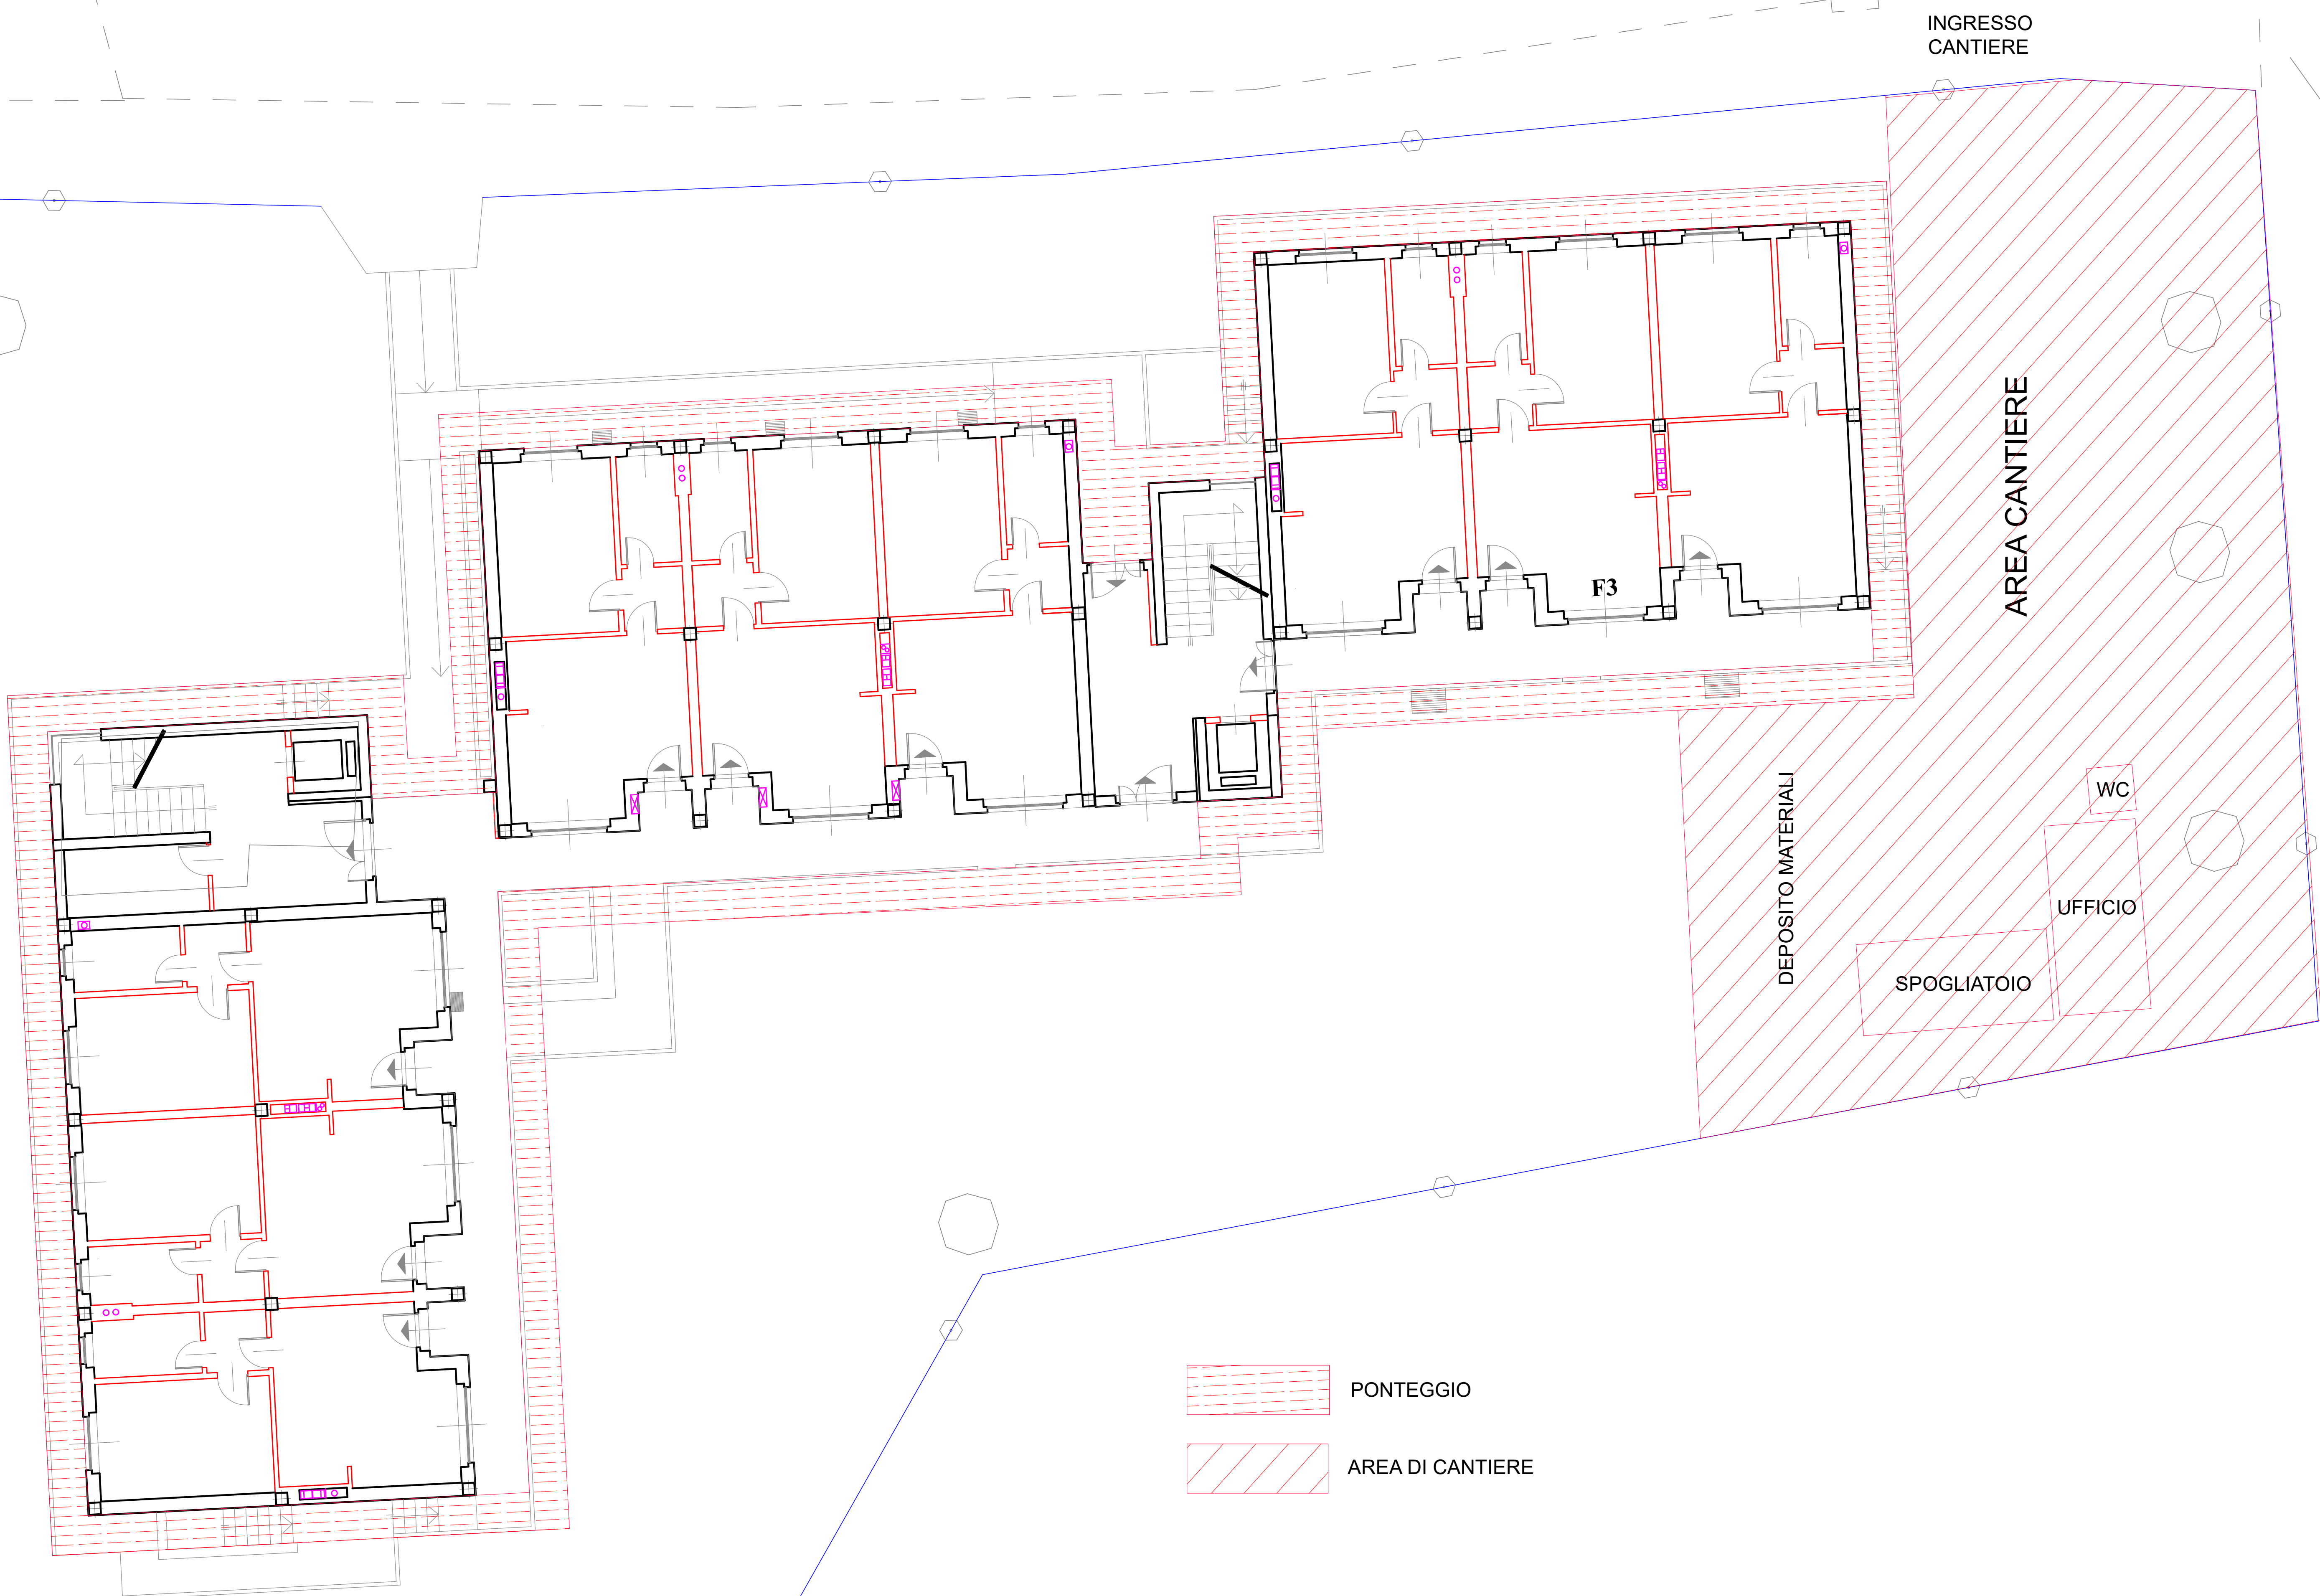 INGRESSO
CANTIERE
AREA CANTIERE
F3
DEPOSITO MATERIALI
WC
UFFICIO
SPOGLIATOIO
PONTEGGIO
AREA DI CANTIERE